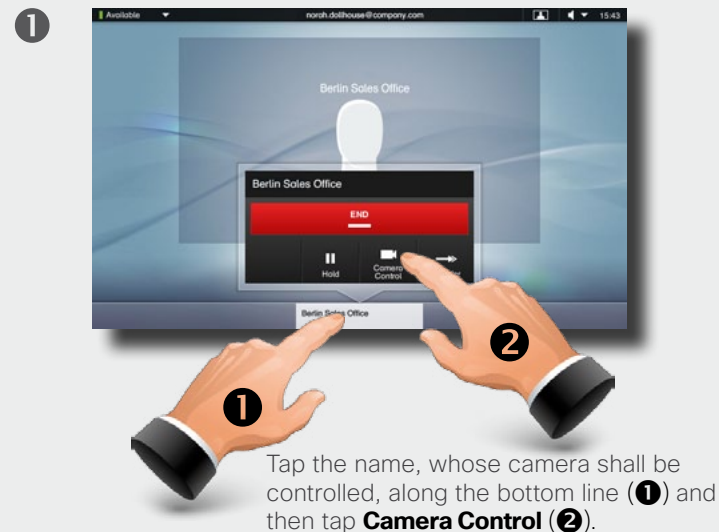 ❶
Available
norah.dollhouse@company.com
15:43
Berlin Sales Office
Berlin Sales Office
END
Hold
Camera Control
Berlin Sales Office
❷
❶
Tap the name, whose camera shall be
controlled, along the bottom line (❶) and
then tap Camera Control (❷).